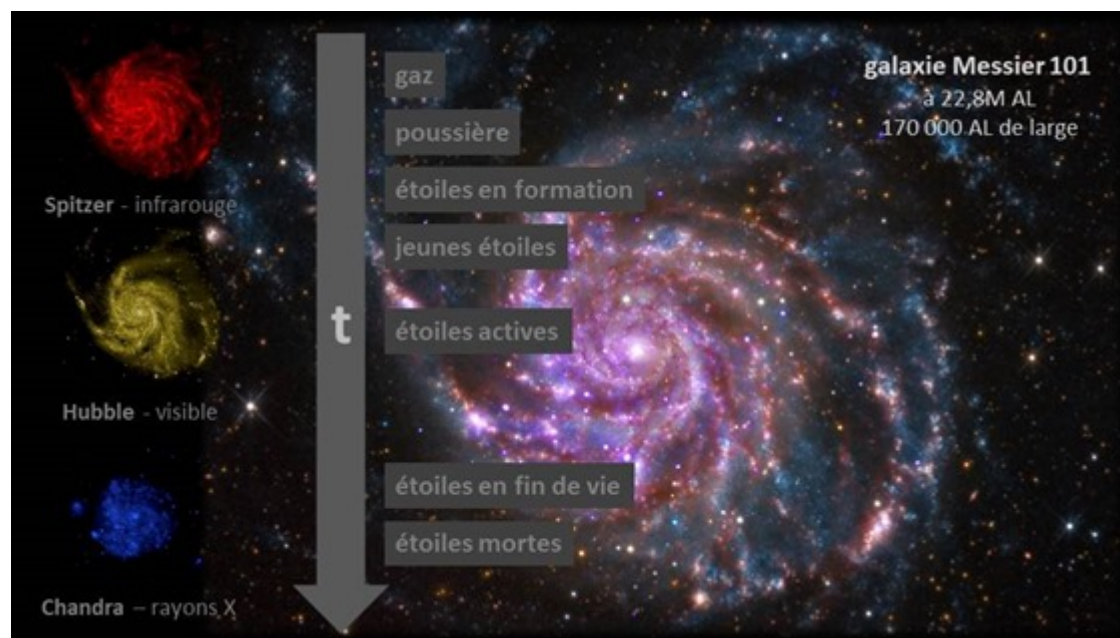 galaxie Messier 101
à 22,8M AL
170 000 AL de large
gaz
poussière
étoiles en formation
Spitzer - infrarouge
jeunes étoiles
t
étoiles actives
Hubble - visible
étoiles en fin de vie
étoiles mortes
Chandra – rayons X